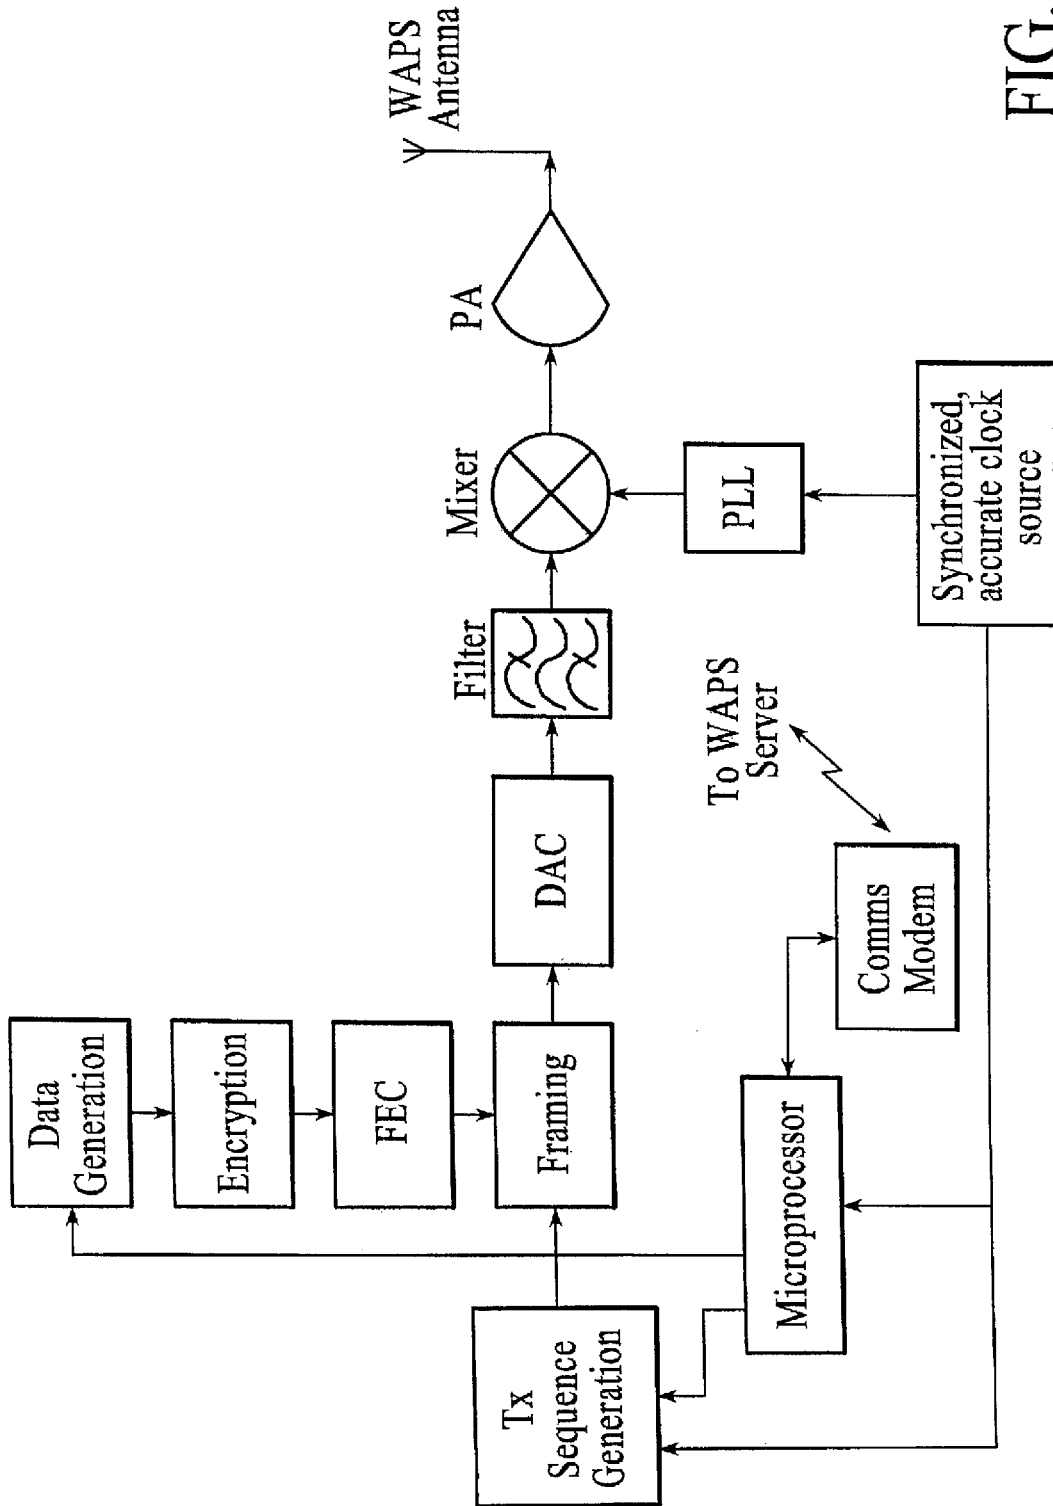 Data
Generation
Encryption
FEC
Framing
Tx
Sequence
Generation
DAC
Filter
Mixer
PA
WAPS
Antenna
PLL
Microprocessor
Comms
Modem
To WAPS
Server
Synchronized,
accurate clock
source
FIG.